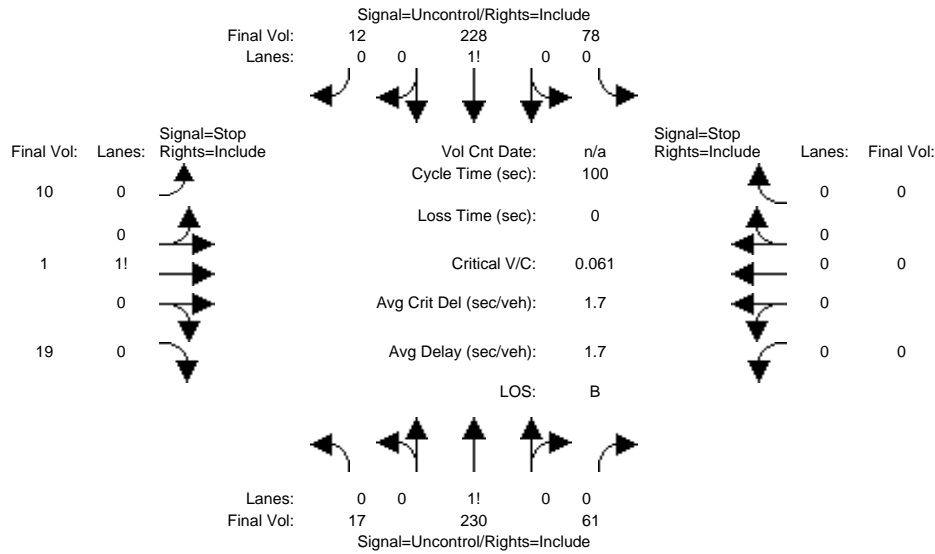 Signal=Uncontrol/Rights=Include
Final Vol: 12 228 78
Lanes: 0 0 1! 0 0
Signal=Stop
Final Vol: Lanes: Rights=Include
Vol Cnt Date: n/a
Signal=Stop
Rights=Include Lanes: Final Vol:
Cycle Time (sec): 100
10 0
0 0
Loss Time (sec): 0
0
0
1 1!
Critical V/C: 0.061
0 0
0
Avg Crit Del (sec/veh): 1.7
0
19 0
Avg Delay (sec/veh): 1.7
0 0
LOS: B
Lanes: 0 0 1! 0 0
Final Vol: 17 230 61
Signal=Uncontrol/Rights=Include